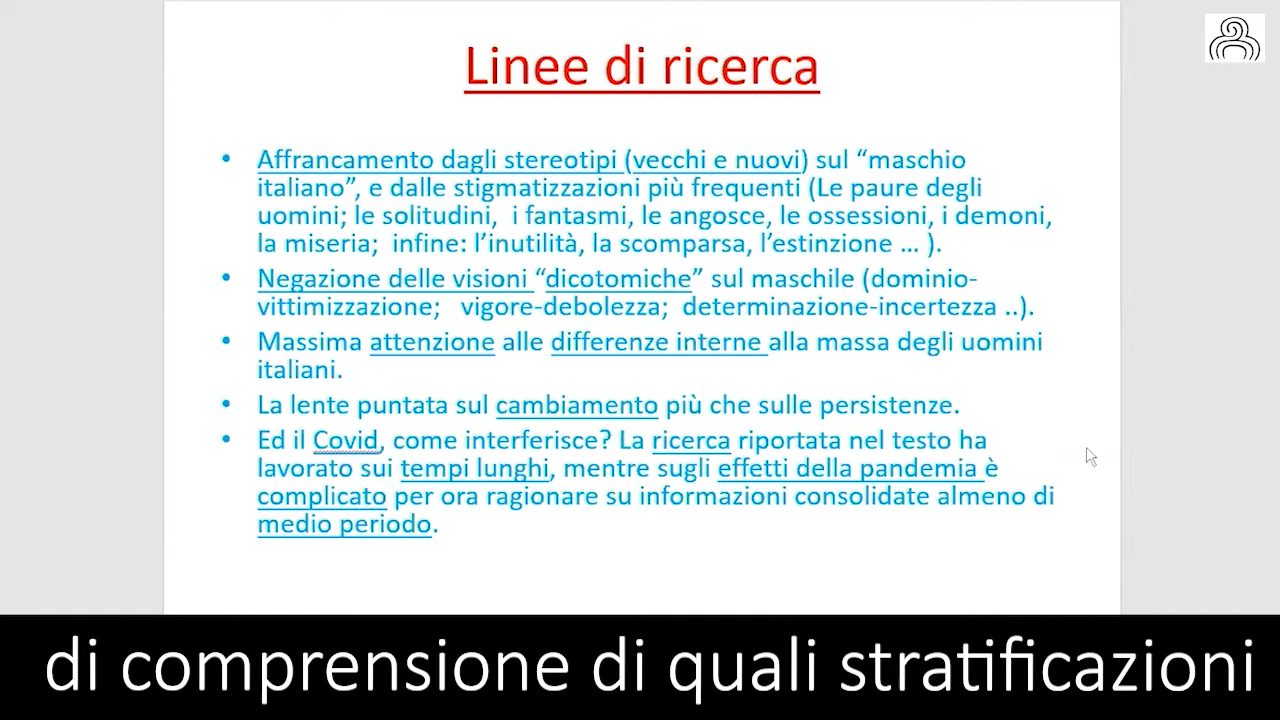 Linee di ricerca
• Affrancamento dagli stereotipi (vecchi e nuovi) sul “maschio
italiano”, e dalle stigmatizzazioni più frequenti (Le paure degli
uomini; le solitudini, i fantasmi, le angosce, le ossessioni, i demoni,
la miseria; infine: l’inutilità, la scomparsa, l’estinzione … ).
• Negazione delle visioni “dicotomiche” sul maschile (dominio-
vittimizzazione; vigore-debolezza; determinazione-incertezza ..).
• Massima attenzione alle differenze interne alla massa degli uomini
italiani.
• La lente puntata sul cambiamento più che sulle persistenze.
• Ed il Covid, come interferisce? La ricerca riportata nel testo ha
lavorato sui tempi lunghi, mentre sugli effetti della pandemia è
complicato per ora ragionare su informazioni consolidate almeno di
medio periodo.
di comprensione di quali stratificazioni